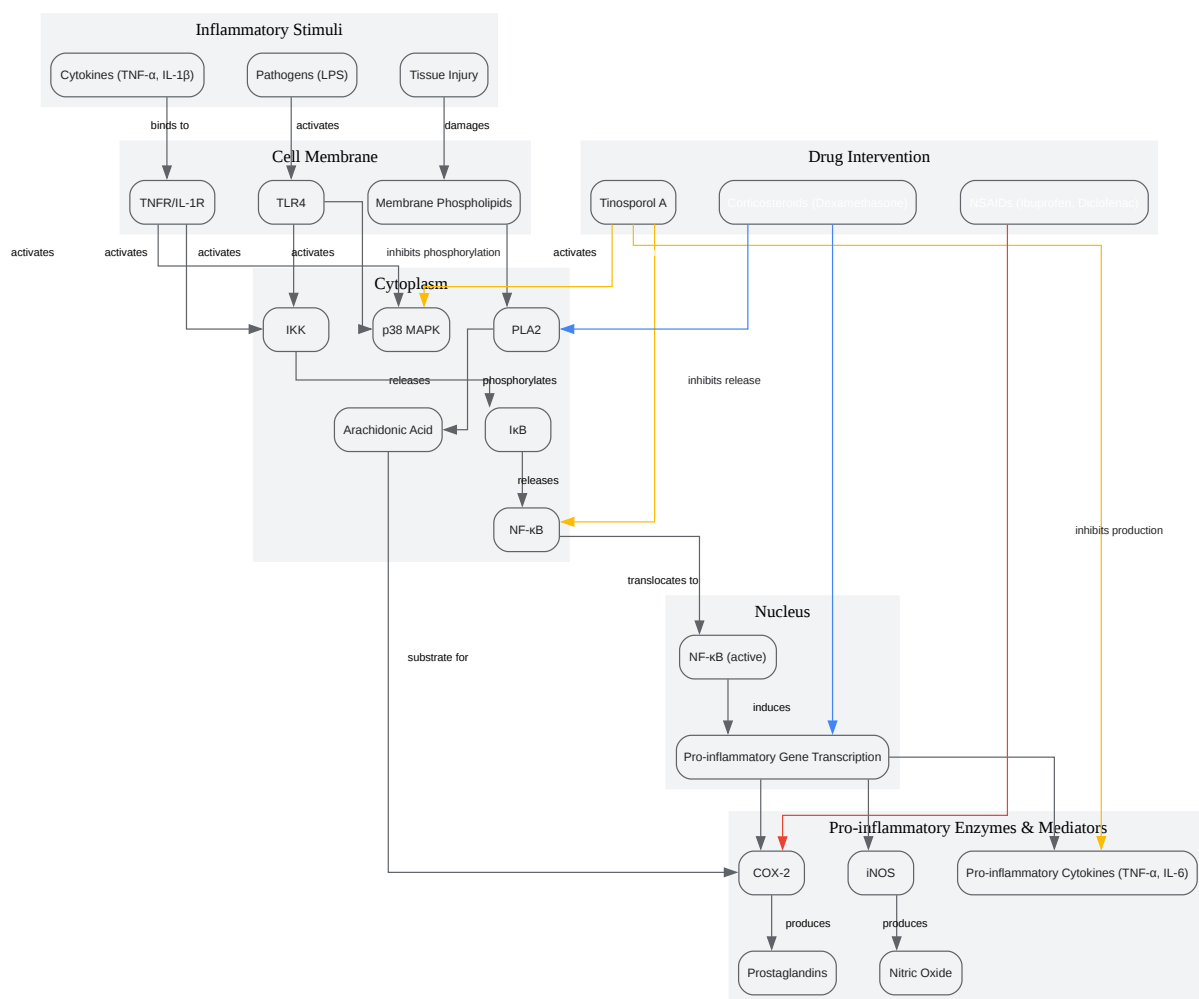 Inflammatory Stimuli
Cytokines (TNF-α, IL-1β)
Pathogens (LPS)
Tissue Injury
binds to
activates
damages
Cell Membrane
Drug Intervention
TNFR/IL-1R
TLR4
Membrane Phospholipids
Tinosporol A
Corticosteroids (Dexamethasone)
NSAIDs (Ibuprofen, Diclofenac)
activates
activates
activates
activates
inhibits phosphorylation
activates
Cytoplasm
IKK
p38 MAPK
PLA2
releases
phosphorylates
inhibits release
Arachidonic Acid
IκB
releases
NF-κB
inhibits production
translocates to
Nucleus
NF-κB (active)
substrate for
induces
Pro-inflammatory Gene Transcription
Pro-inflammatory Enzymes & Mediators
COX-2
iNOS
Pro-inflammatory Cytokines (TNF-α, IL-6)
produces
produces
Prostaglandins
Nitric Oxide